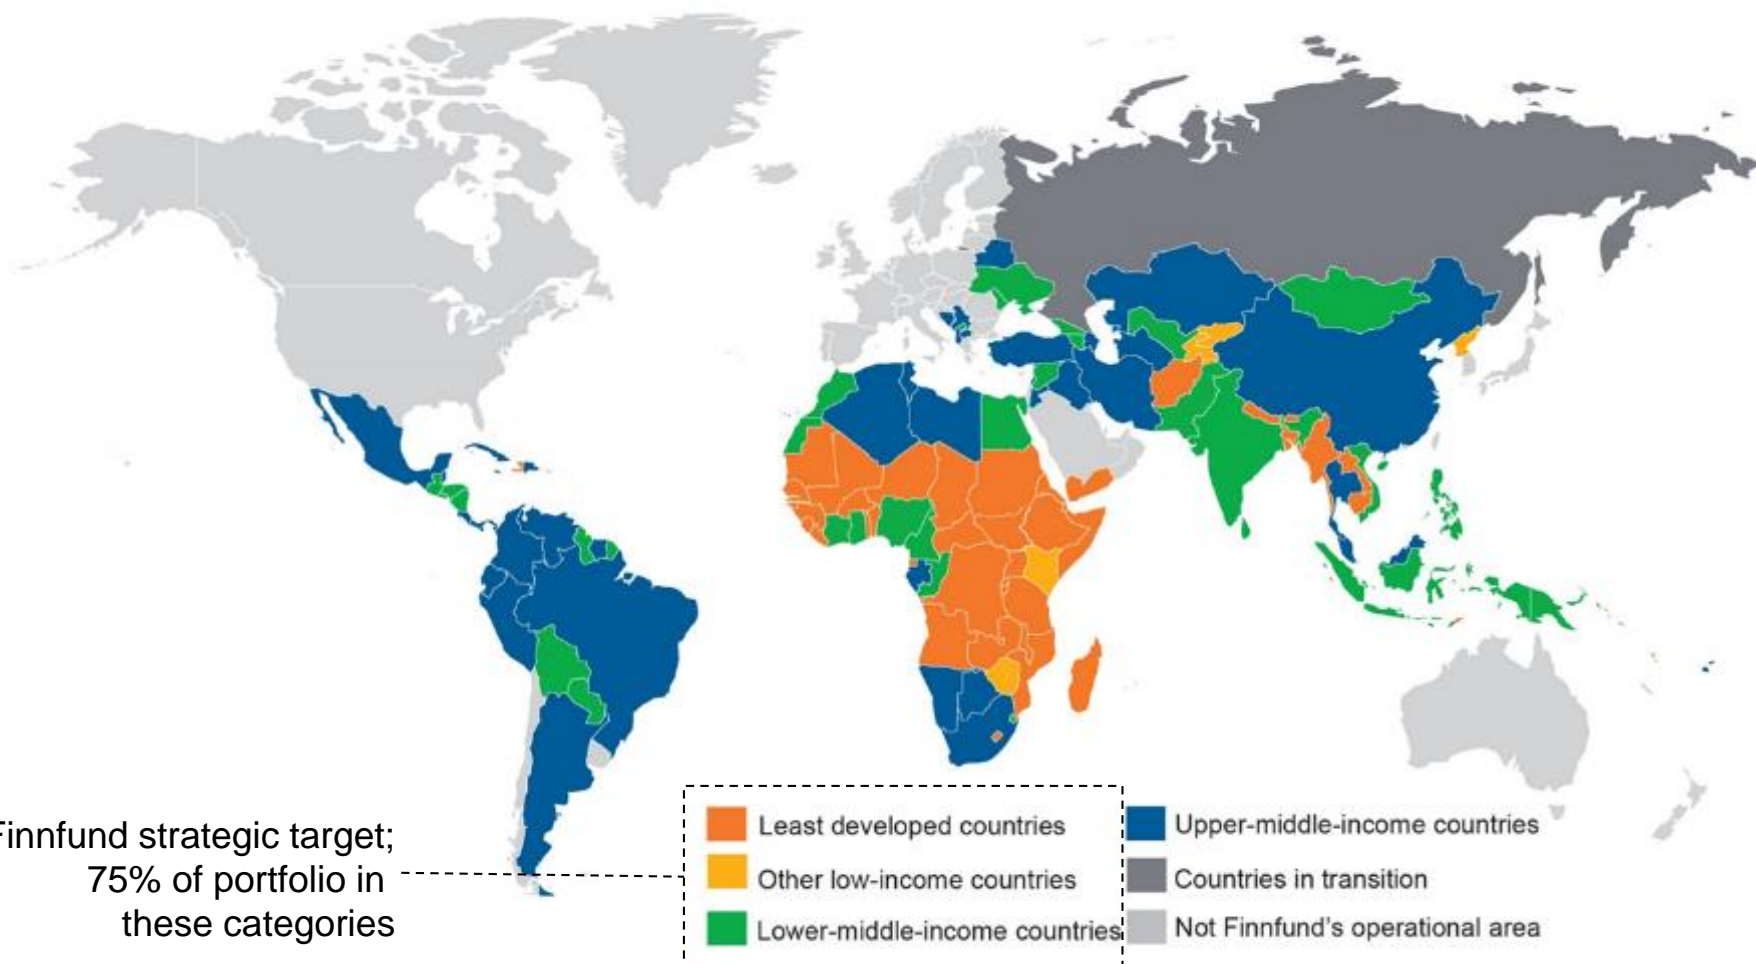 Finnfund strategic target;
75% of portfolio in
these categories
Least developed countries
Other low-income countries
Lower-middle-income countries
Upper-middle-income countries
Countries in transition
Not Finnfund's operational area